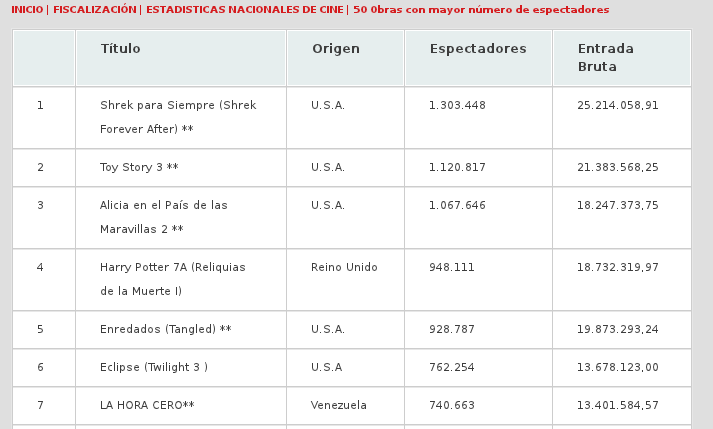 INICIO | FISCALIZACIÓN | ESTADISTICAS NACIONALES DE CINE | 50 Obras con mayor número de espectadores
Título Origen Espectadores Entrada
Bruta
1 Shrek para Siempre (Shrek U.S.A. 1.303.448 25.214.058,91
Forever After) **
2 Toy Story 3 ** U.S.A. 1.120.817 21.383.568,25
3 Alicia en el País de las U.S.A. 1.067.646 18.247.373,75
Maravillas 2 **
4 Harry Potter 7A (Reliquias Reino Unido 948.111 18.732.319,97
de la Muerte I)
5 Enredados (Tangled) ** U.S.A. 928.787 19.873.293,24
6 Eclipse (Twilight 3 ) U.S.A 762.254 13.678.123,00
7 LA HORA CERO** Venezuela 740.663 13.401.584,57